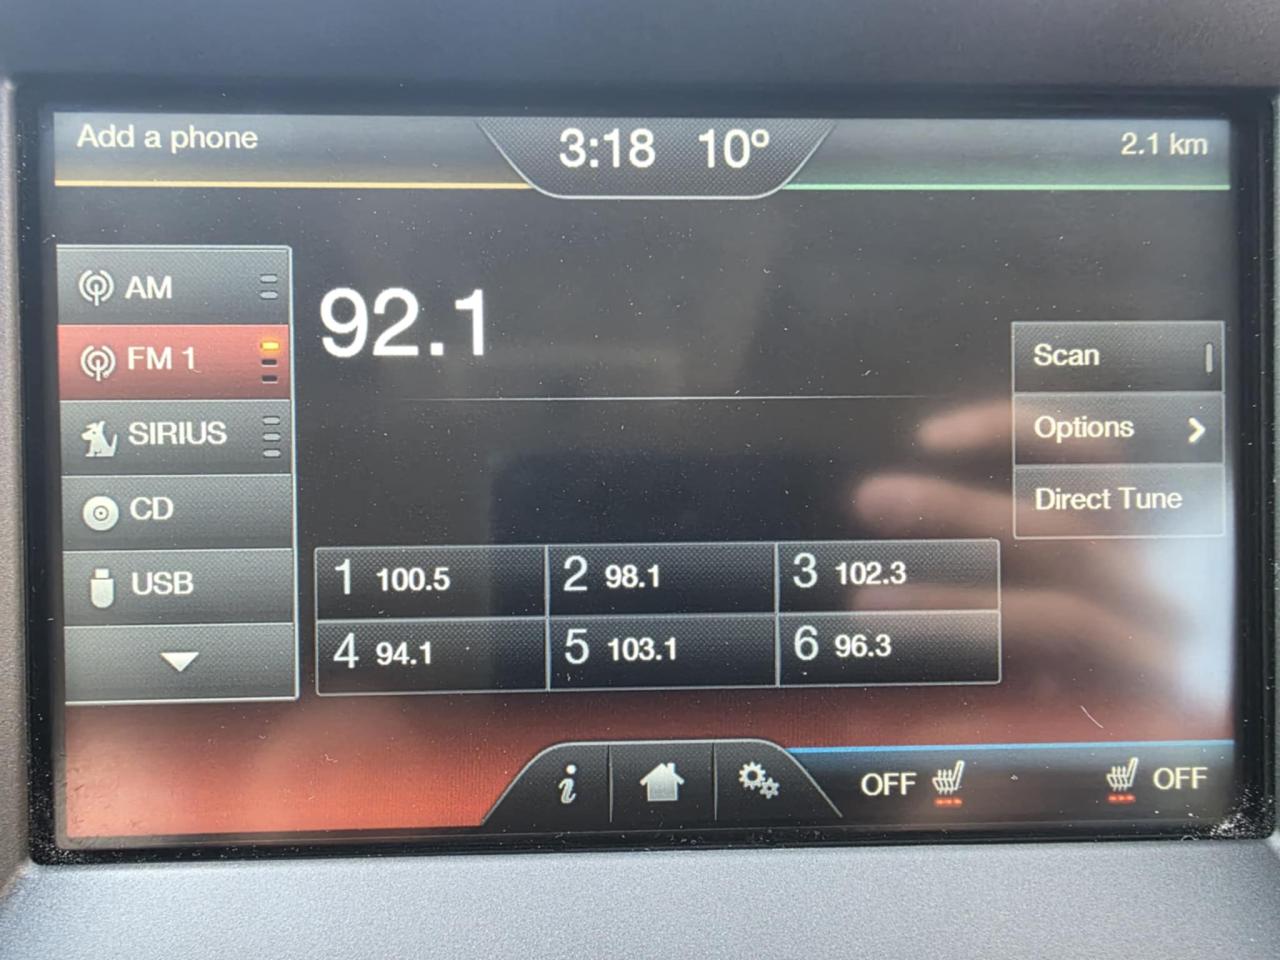 Add a phone
3:18 10°
2.1 km
AM
FM 1
SIRIUS
CD
USB
92.1
Scan
Options
Direct Tune
1 100.5
2 98.1
3 102.3
4 94.1
5 103.1
6 96.3
i
OFF
OFF